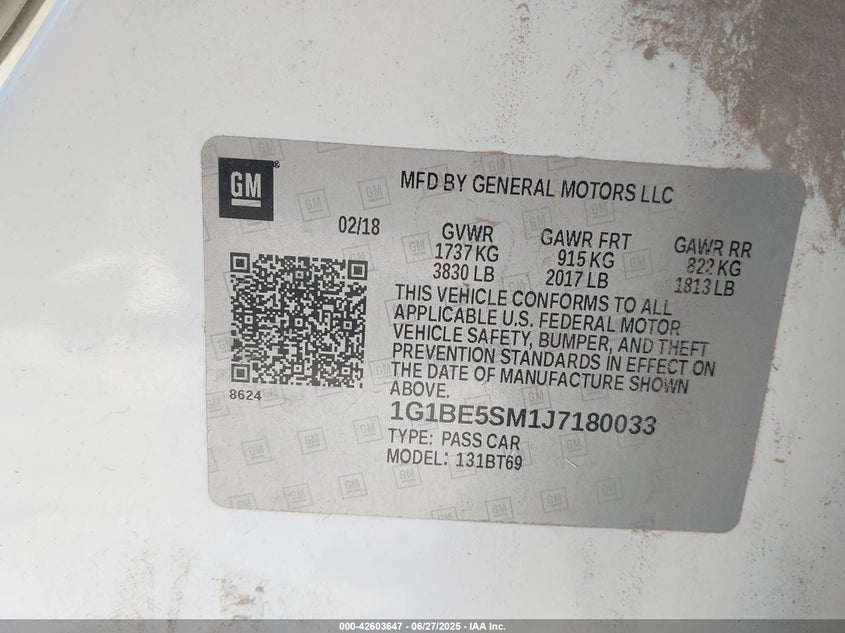 GM
MFD BY GENERAL MOTORS LLC
02/18
GVWR
1737 KG
3830 LB
GAWR FRT
915 KG
2017 LB
GAWR RR
822 KG
1813 LB
THIS VEHICLE CONFORMS TO ALL
APPLICABLE U.S. FEDERAL MOTOR
VEHICLE SAFETY, BUMPER, AND THEFT
PREVENTION STANDARDS IN EFFECT ON
THE DATE OF MANUFACTURE SHOWN
ABOVE.
8624
1G1BE5SM1J7180033
TYPE: PASS CAR
MODEL: 131BT69
000-42603647 - 06/27/2025 - IAA Inc.